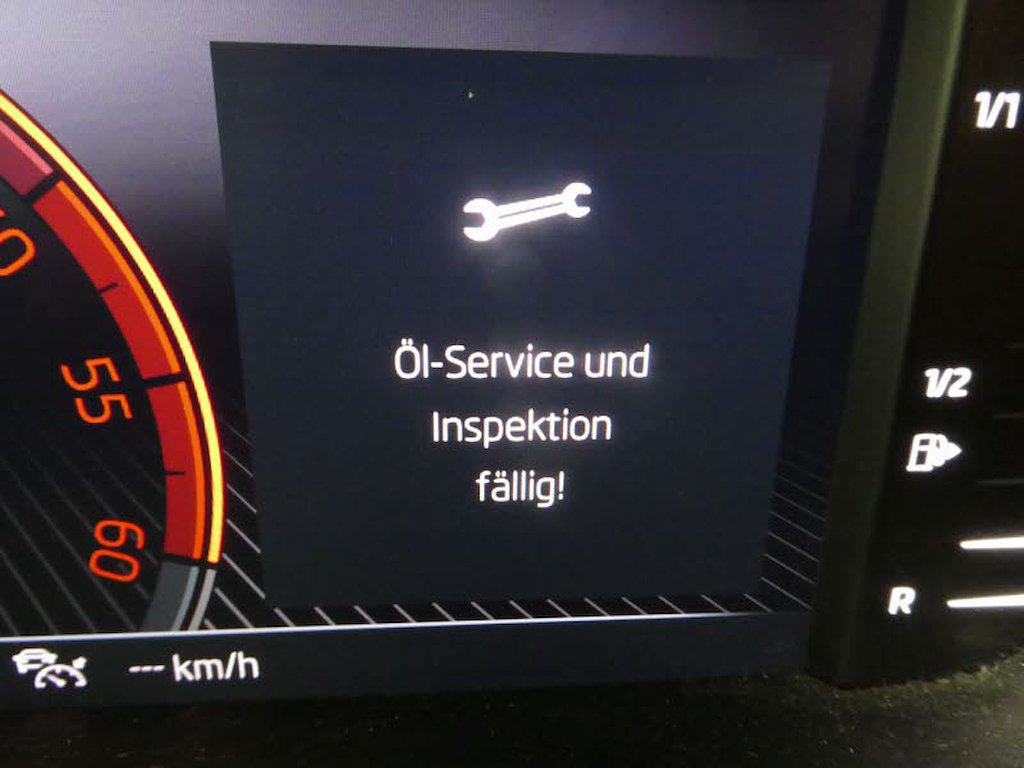 1/1
Öl-Service und
Inspektion
fällig!
55
60
1/2
R
--- km/h